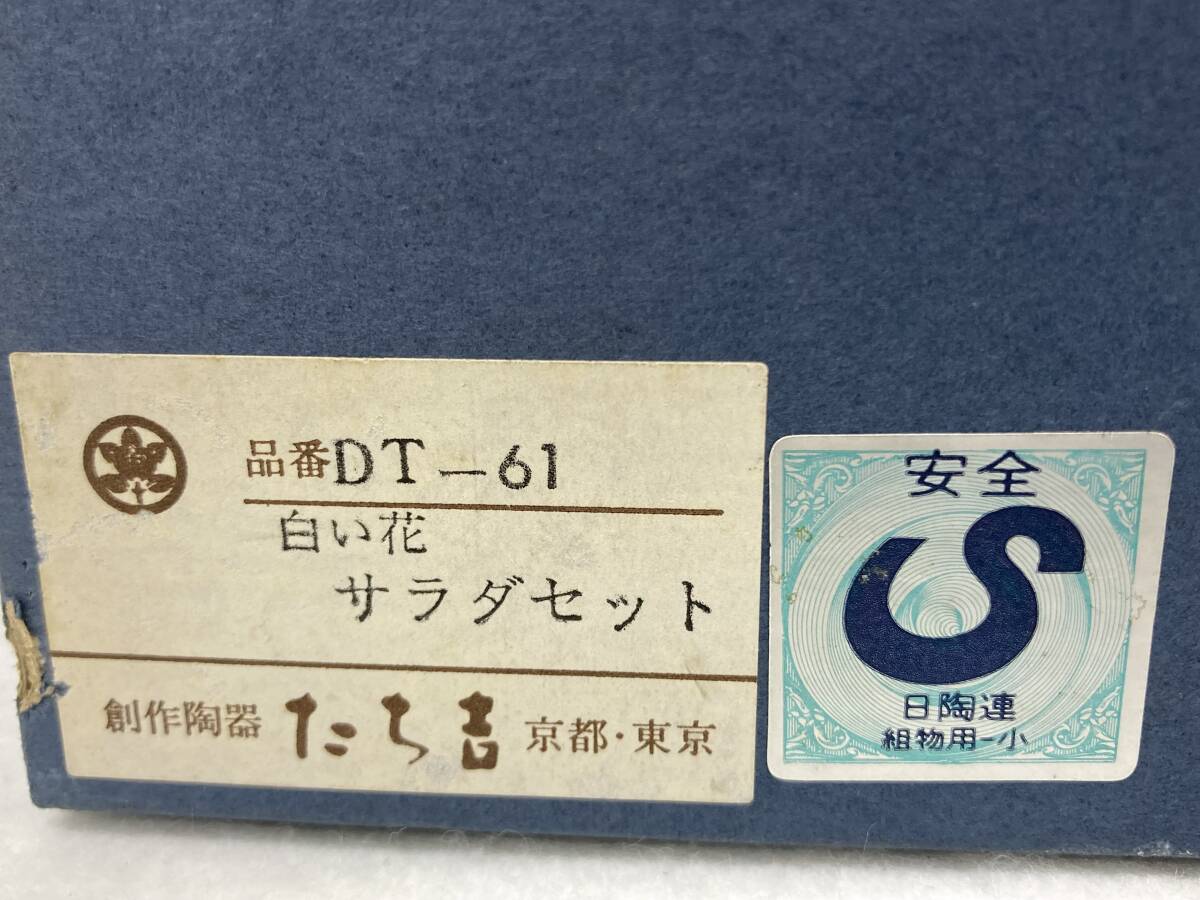 品番DT-61
白い花
サラダセット
創作陶器 たち吉 京都・東京
安全
S
日陶連
組物用-小